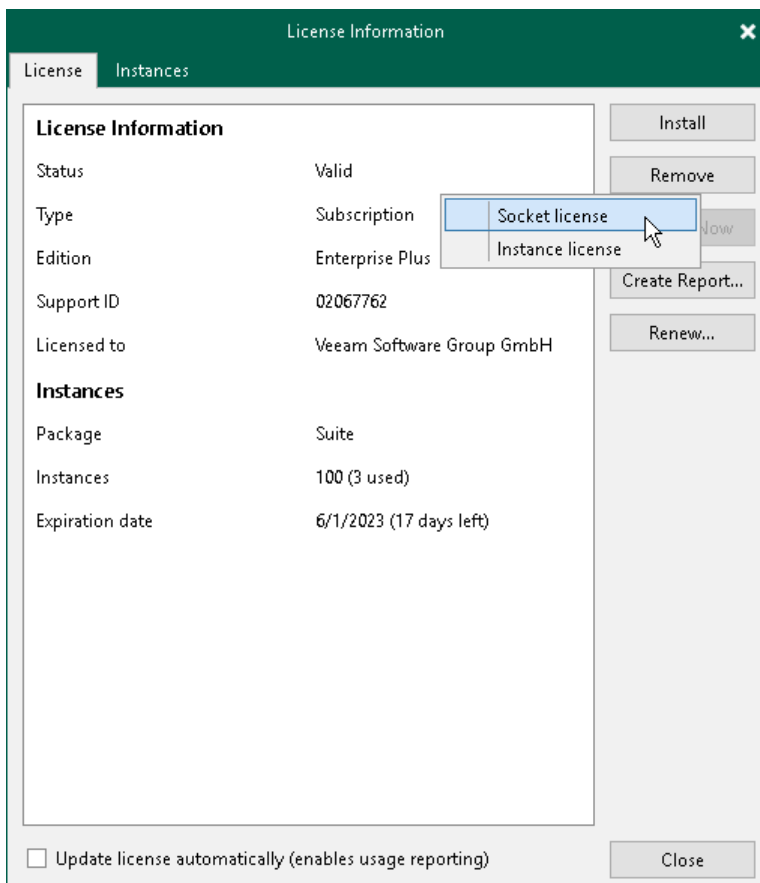 License Information
License Instances
License Information
Status Valid
Type Subscription
Edition Enterprise Plus
Support ID 02067762
Licensed to Veeam Software Group GmbH
Instances
Package Suite
Instances 100 (3 used)
Expiration date 6/1/2023 (17 days left)
Install
Remove
Socket license
Now
Instance license
Create Report...
Renew...
Update license automatically (enables usage reporting)
Close